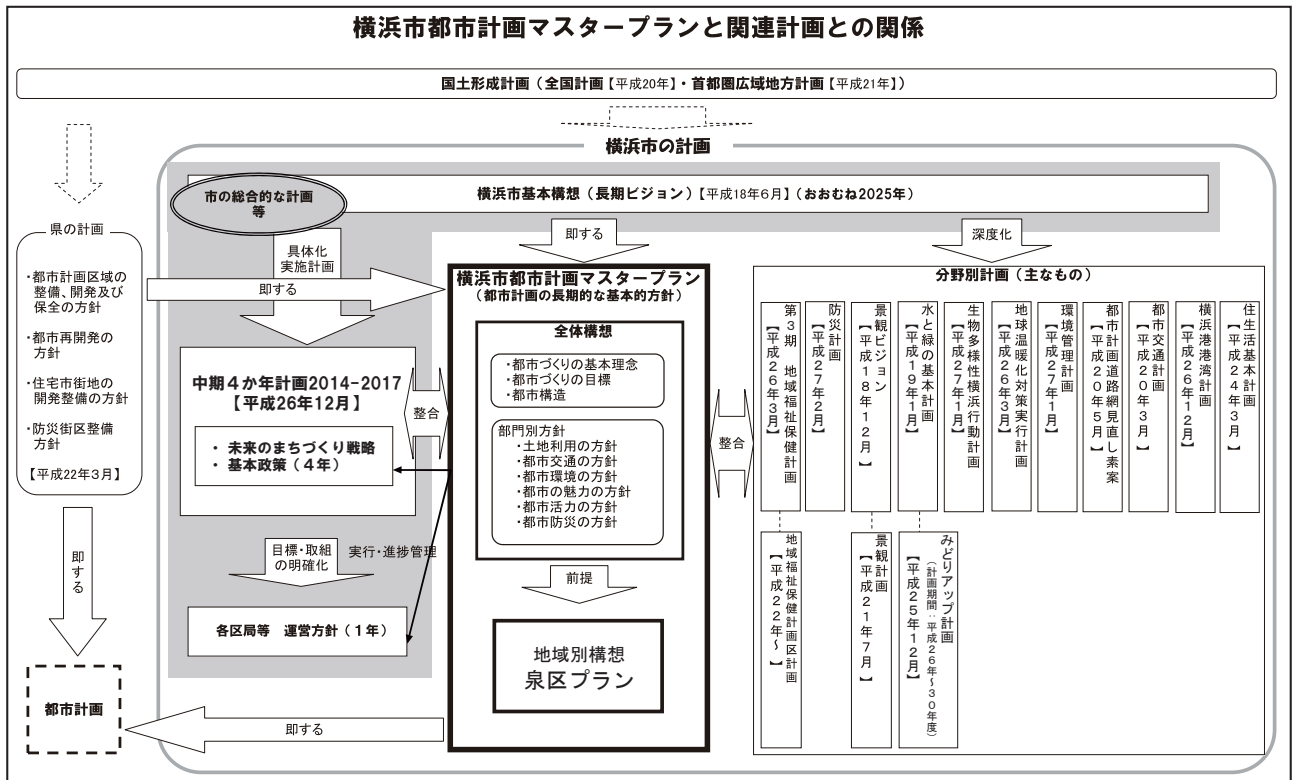 横浜市都市計画マスタープランと関連計画との関係
国土形成計画（全国計画【平成20年】・首都圏広域地方計画【平成21年】）
横浜市の計画
市の総合的な計画
等
横浜市基本構想（長期ビジョン）【平成18年6月】（おおむね2025年）
県の計画
・都市計画区域の
整備、開発及び
保全の方針
・都市再開発の
方針
・住宅市街地の
開発整備の方針
・防災街区整備
方針
【平成22年3月】
即する
都市計画
具体化
実施計画
即する
中期４か年計画2014-2017
【平成26年12月】
・ 未来のまちづくり戦略
・ 基本政策（４年）
目標・取組
の明確化
実行・進捗管理
各区局等　運営方針（１年）
即する
整合
即する
横浜市都市計画マスタープラン
（都市計画の長期的な基本的方針）
全体構想
・都市づくりの基本理念
・都市づくりの目標
・都市構造
部門別方針
・土地利用の方針
・都市交通の方針
・都市環境の方針
・都市の魅力の方針
・都市活力の方針
・都市防災の方針
前提
地域別構想
泉区プラン
整合
深度化
分野別計画（主なもの）
第３期　地域福祉保健計画
【平成26年3月】
防災計画
【平成27年2月】
景観ビジョン
【平成18年12月】
水と緑の基本計画
【平成19年1月】
生物多様性横浜行動計画
【平成27年1月】
地球温暖化対策実行計画
【平成26年3月】
環境管理計画
【平成27年1月】
都市計画道路網見直し素案
【平成20年5月】
都市交通計画
【平成20年3月】
横浜港港湾計画
【平成26年12月】
住生活基本計画
【平成24年3月】
地域福祉保健計画区計画
【平成22年～】
景観計画
【平成21年7月】
みどりアップ計画
（計画期間：平成26年～30年度）
【平成25年12月】